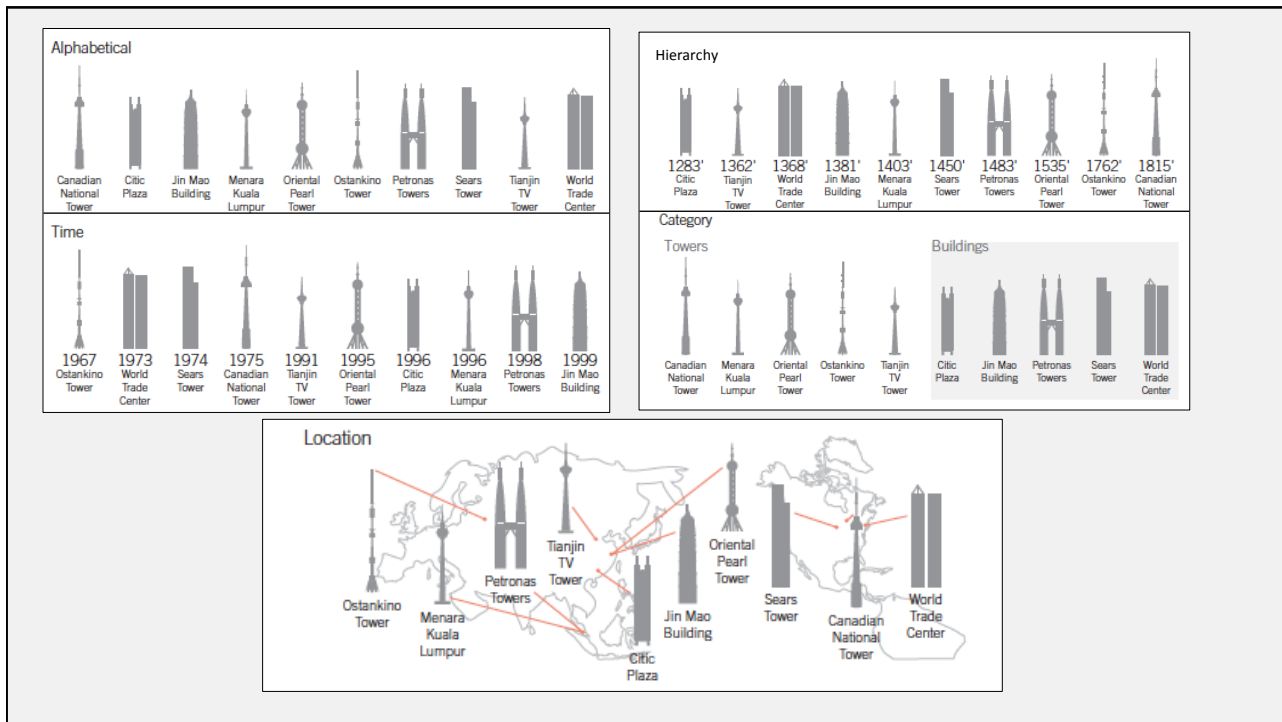 Alphabetical
Canadian
National
Tower
Citic
Plaza
Jin Mao
Building
Menara
Kuala
Lumpur
Oriental
Pearl
Tower
Ostankino
Tower
Petronas
Towers
Sears
Tower
Tianjin
TV
Tower
World
Trade
Center
Time
1967
Ostankino
Tower
1973
World
Trade
Center
1974
Sears
Tower
1975
Canadian
National
Tower
1991
Tianjin
TV
Tower
1995
Oriental
Pearl
Tower
1996
Citic
Plaza
1996
Menara
Kuala
Lumpur
1998
Petronas
Towers
1999
Jin Mao
Building
Hierarchy
1283'
Citic
Plaza
1362'
Tianjin
TV
Tower
1368'
World
Trade
Center
1381'
Jin Mao
Building
1403'
Menara
Kuala
Lumpur
1450'
Sears
Tower
1483'
Petronas
Towers
1535'
Oriental
Pearl
Tower
1762'
Ostankino
Tower
1815'
Canadian
National
Tower
Category
Towers
Canadian
National
Tower
Menara
Kuala
Lumpur
Oriental
Pearl
Tower
Ostankino
Tower
Tianjin
TV
Tower
Buildings
Citic
Plaza
Jin Mao
Building
Petronas
Towers
Sears
Tower
World
Trade
Center
Location
Ostankino
Tower
Menara
Kuala
Lumpur
Petronas
Towers
Tianjin
TV
Tower
Citic
Plaza
Jin Mao
Building
Oriental
Pearl
Tower
Sears
Tower
Canadian
National
Tower
World
Trade
Center